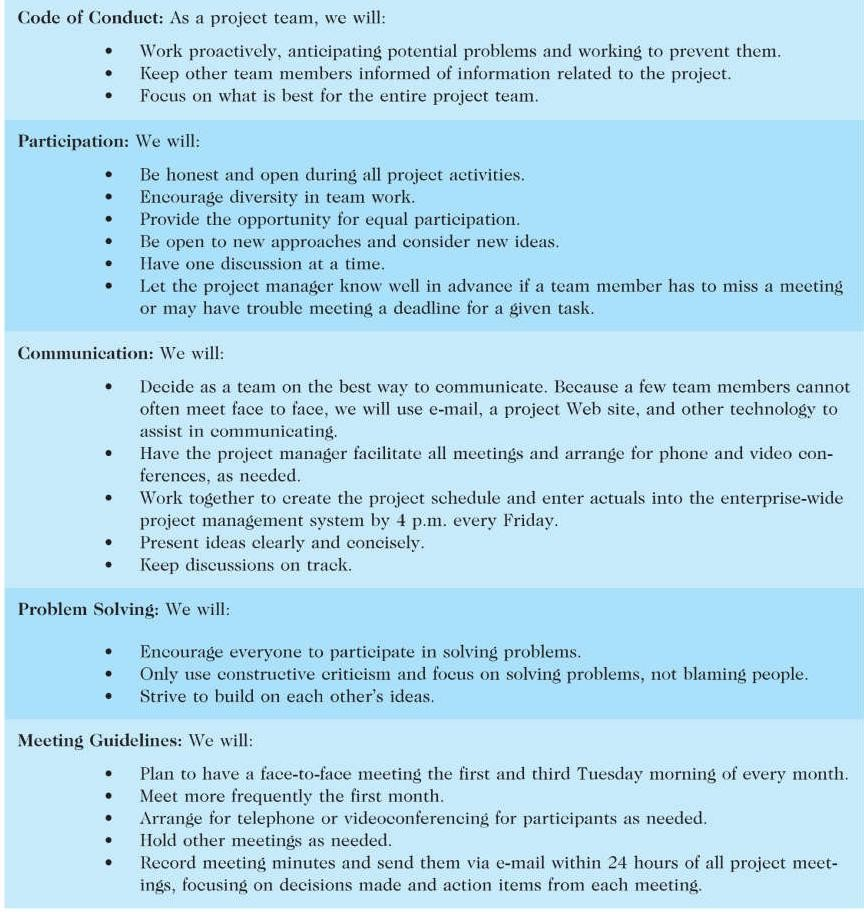 Code of Conduct: As a project team, we will:
• Work proactively, anticipating potential problems and working to prevent them.
• Keep other team members informed of information related to the project.
• Focus on what is best for the entire project team.
Participation: We will:
• Be honest and open during all project activities.
• Encourage diversity in team work.
• Provide the opportunity for equal participation.
• Be open to new approaches and consider new ideas.
• Have one discussion at a time.
• Let the project manager know well in advance if a team member has to miss a meeting
or may have trouble meeting a deadline for a given task.
Communication: We will:
• Decide as a team on the best way to communicate. Because a few team members cannot
often meet face to face, we will use e-mail, a project Web site, and other technology to
assist in communicating.
• Have the project manager facilitate all meetings and arrange for phone and video con-
ferences, as needed.
• Work together to create the project schedule and enter actuals into the enterprise-wide
project management system by 4 p.m. every Friday.
• Present ideas clearly and concisely.
• Keep discussions on track.
Problem Solving: We will:
• Encourage everyone to participate in solving problems.
• Only use constructive criticism and focus on solving problems, not blaming people.
• Strive to build on each other's ideas.
Meeting Guidelines: We will:
• Plan to have a face-to-face meeting the first and third Tuesday morning of every month.
• Meet more frequently the first month.
• Arrange for telephone or videoconferencing for participants as needed.
• Hold other meetings as needed.
• Record meeting minutes and send them via e-mail within 24 hours of all project meet-
ings, focusing on decisions made and action items from each meeting.